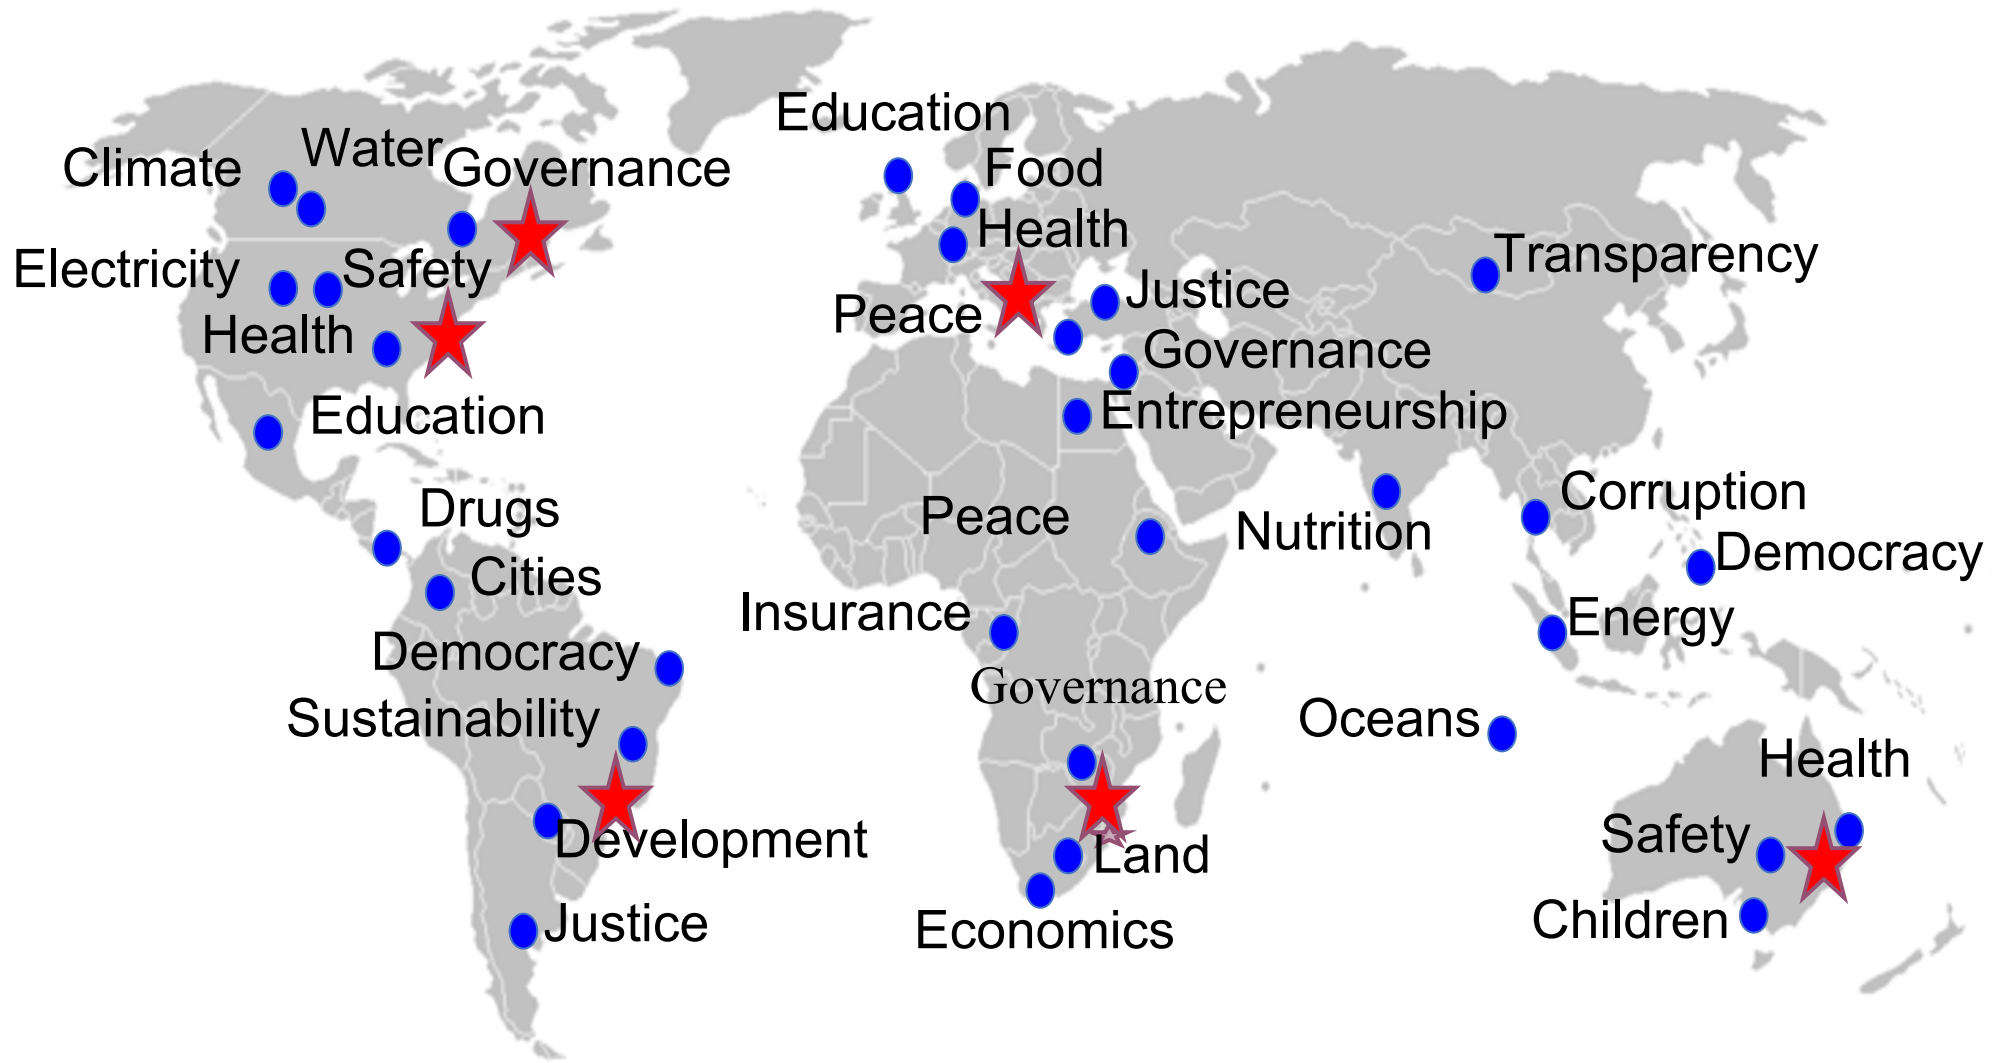 Education
Water
Climate
Governance
Food
Health
Transparency
Electricity
Safety
Justice
Peace
Health
Governance
Education
Entrepreneurship
Drugs
Peace
Nutrition
Corruption
Democracy
Cities
Insurance
Energy
Democracy
Governance
Sustainability
Oceans
Health
Development
Land
Safety
Justice
Economics
Children